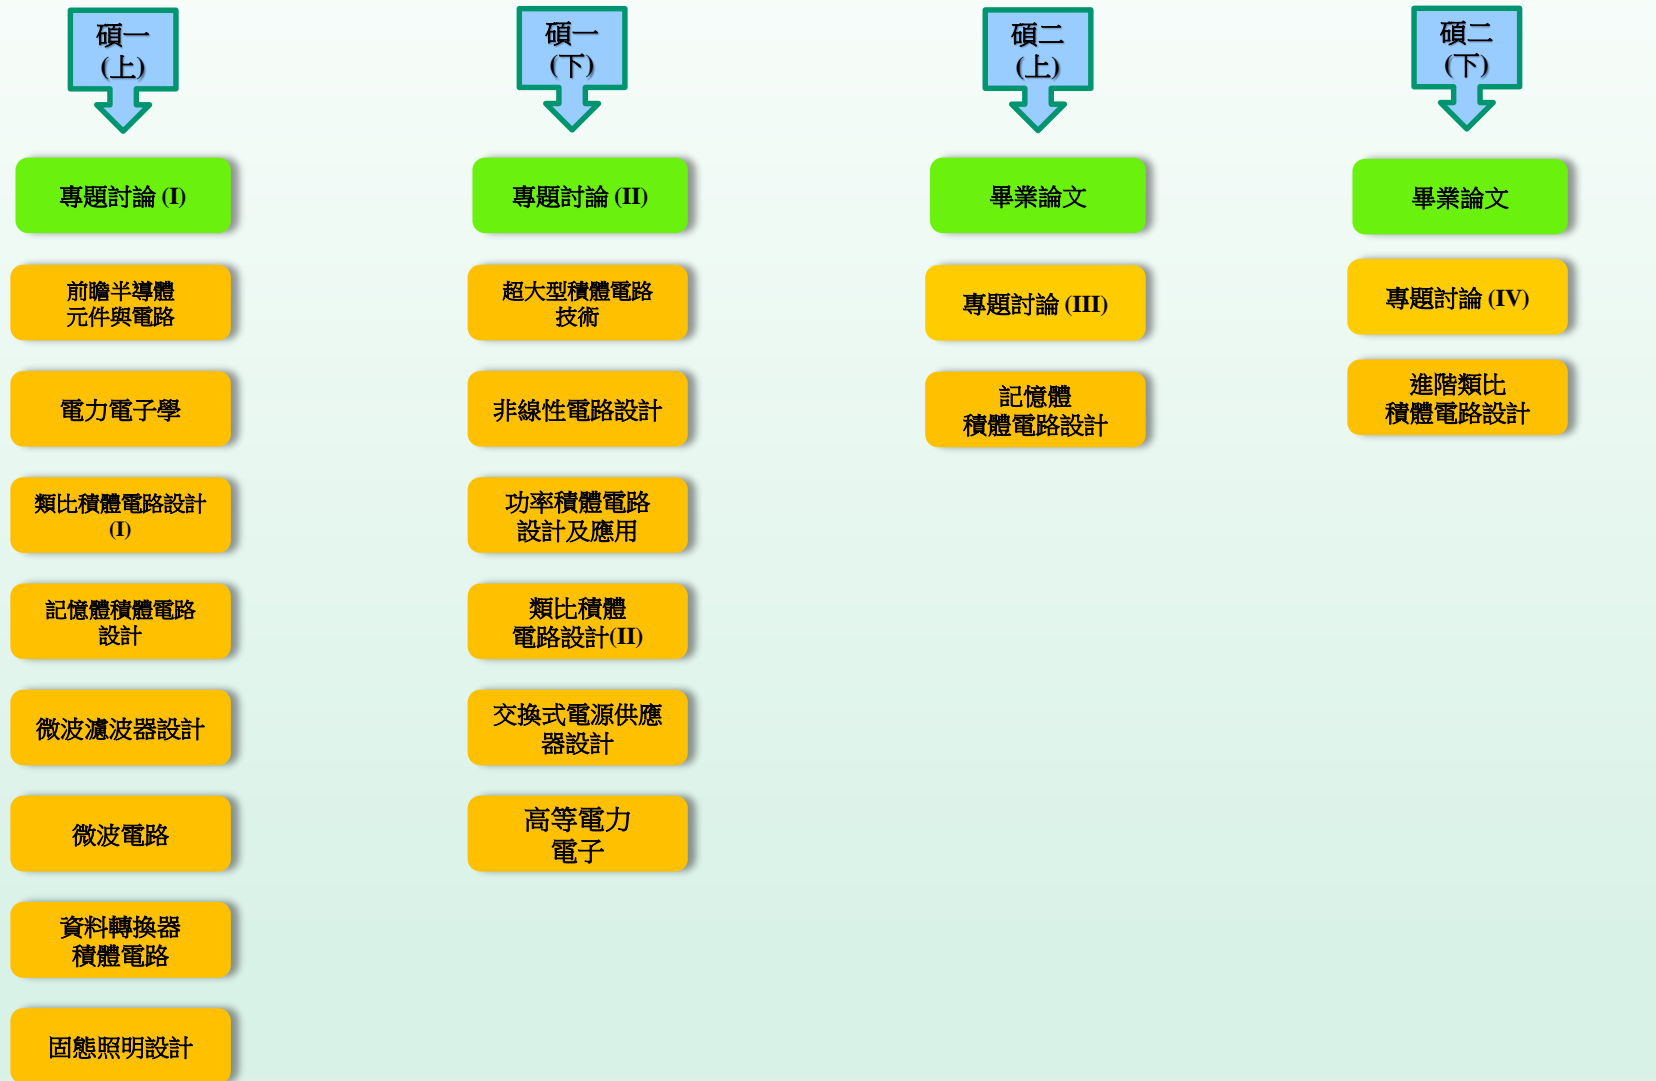 碩一
(上)
專題討論 (I)
前瞻半導體
元件與電路
電力電子學
類比積體電路設計
(I)
記憶體積體電路
設計
微波濾波器設計
微波電路
資料轉換器
積體電路
固態照明設計
碩一
(下)
專題討論 (II)
超大型積體電路
技術
非線性電路設計
功率積體電路
設計及應用
類比積體
電路設計(II)
交換式電源供應
器設計
高等電力
電子
碩二
(上)
畢業論文
專題討論 (III)
記憶體
積體電路設計
碩二
(下)
畢業論文
專題討論 (IV)
進階類比
積體電路設計